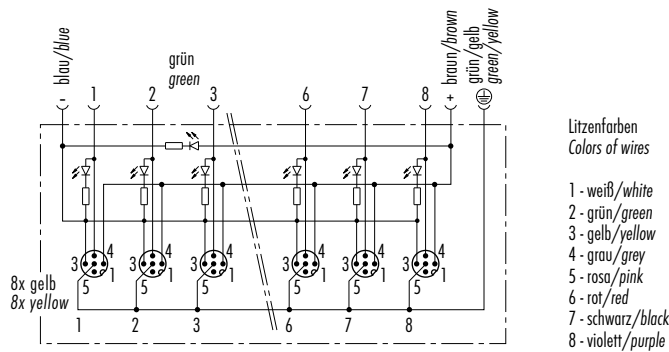 - blau/blue
1
2
grün
green
3
6
7
8
+ braun/brown
grün/gelb
green/yellow
3 4 5 1
3 4 5 1
3 4 5 1
3 4 5 1
3 4 5 1
3 4 5 1
8x gelb
8x yellow
1 2 3 6 7 8
Litzenfarben
Colors of wires
1 - weiß/white
2 - grün/green
3 - gelb/yellow
4 - grau/grey
5 - rosa/pink
6 - rot/red
7 - schwarz/black
8 - violett/purple